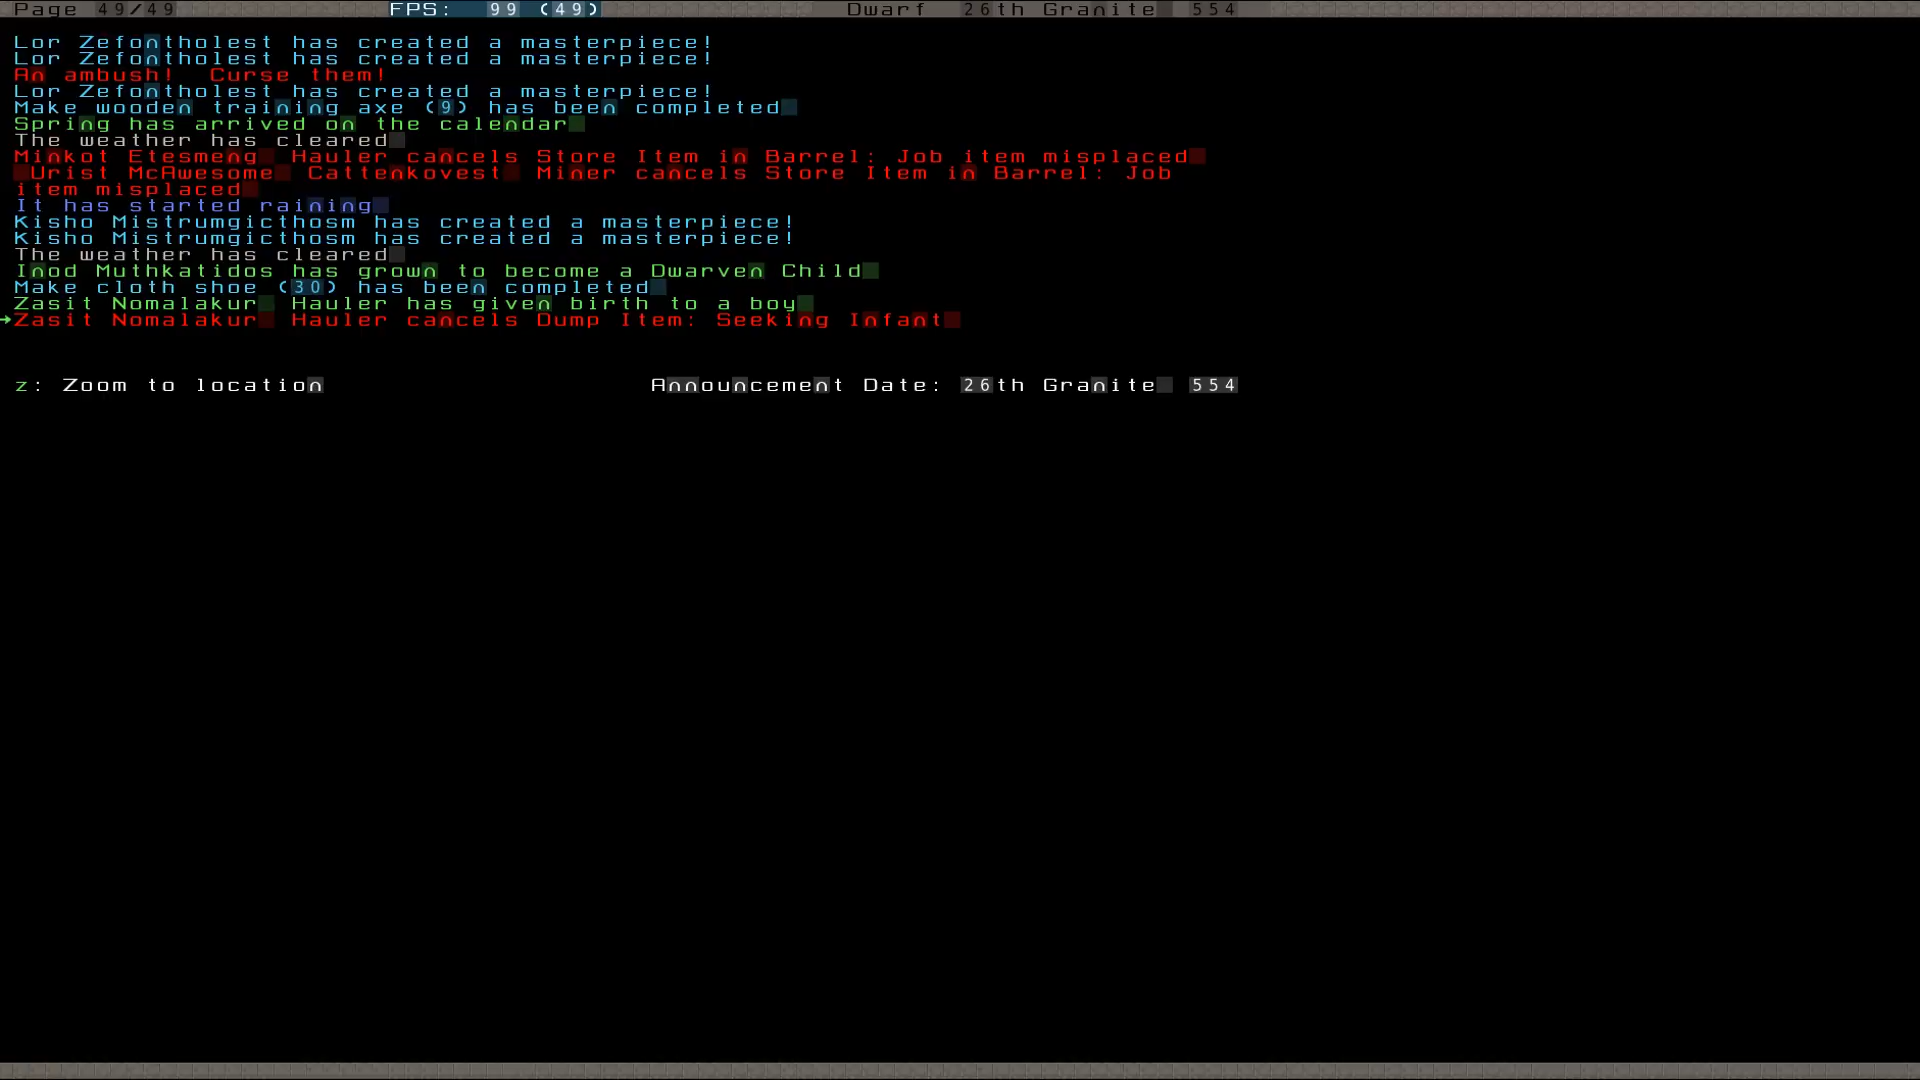 Page 49/49 FPS: 99 (49) Dwarf 26th Granite 554
Lor Zefontholest has created a masterpiece!
Lor Zefontholest has created a masterpiece!
An ambush! Curse them!
Lor Zefontholest has created a masterpiece!
Make wooden training axe (9) has been completed
Spring has arrived on the calendar
The weather has cleared
Minkot Etesmeng Hauler cancels Store Item in Barrel: Job item misplaced
Urist McAwesome Cattenkovest Miner cancels Store Item in Barrel: Job
item misplaced
It has started raining
Kisho Mistrumgicthosm has created a masterpiece!
Kisho Mistrumgicthosm has created a masterpiece!
The weather has cleared
Inod Muthkatidos has grown to become a Dwarven Child
Make cloth shoe (30) has been completed
Zasit Nomalakur Hauler has given birth to a boy
Zasit Nomalakur Hauler cancels Dump Item: Seeking Infant
z: Zoom to location Announcement Date: 26th Granite 554